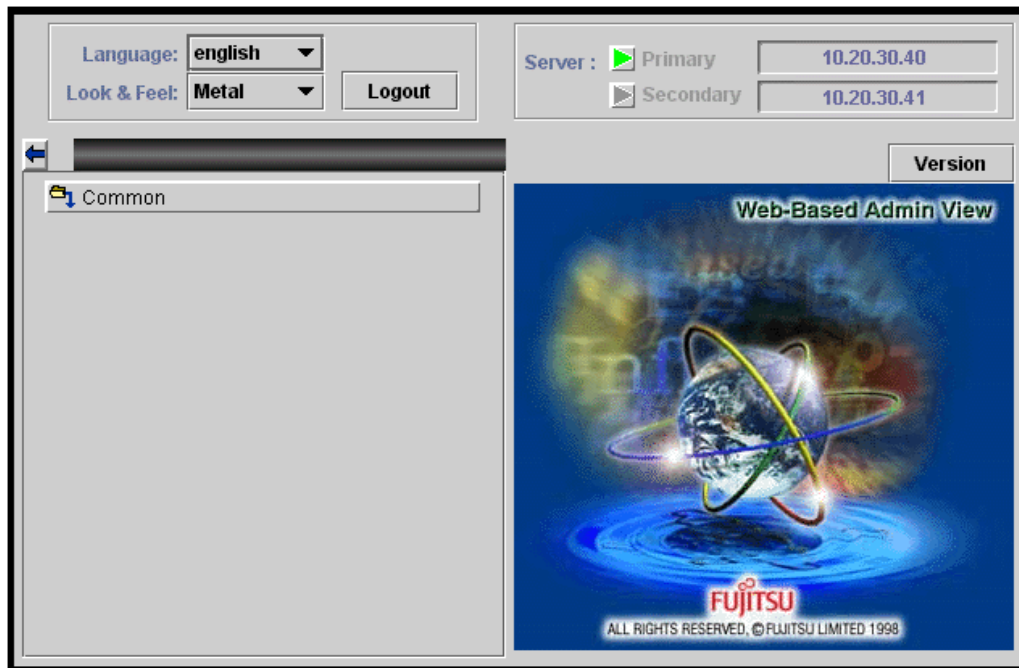 Language: english
Look & Feel: Metal
Logout
Server : Primary 10.20.30.40
Secondary 10.20.30.41
Version
Common
Web-Based Admin View
FUJITSU
ALL RIGHTS RESERVED, © FUJITSU LIMITED 1998